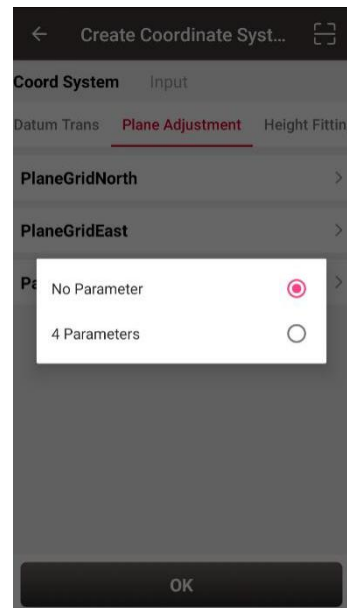 Create Coordinate Syst...
Coord System Input
Datum Trans Plane Adjustment Height Fittin
PlaneGridNorth
PlaneGridEast
Pa
No Parameter
4 Parameters
OK